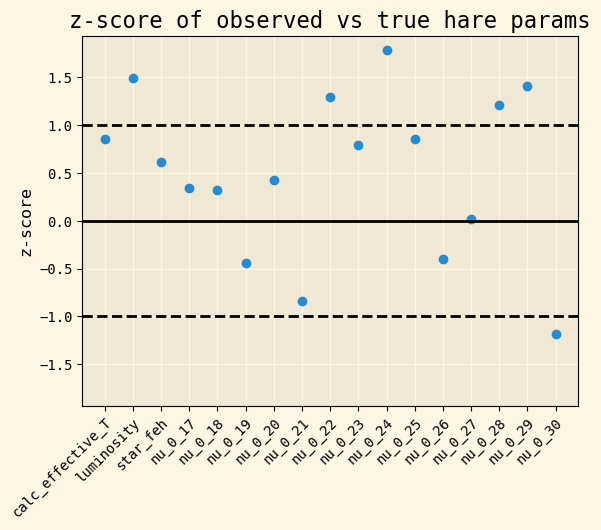 z-score of observed vs true hare params
z-score
1.5
1.0
0.5
0.0
−0.5
−1.0
−1.5
calc_effective_T
luminosity
star_feh
nu_0_17
nu_0_18
nu_0_19
nu_0_20
nu_0_21
nu_0_22
nu_0_23
nu_0_24
nu_0_25
nu_0_26
nu_0_27
nu_0_28
nu_0_29
nu_0_30